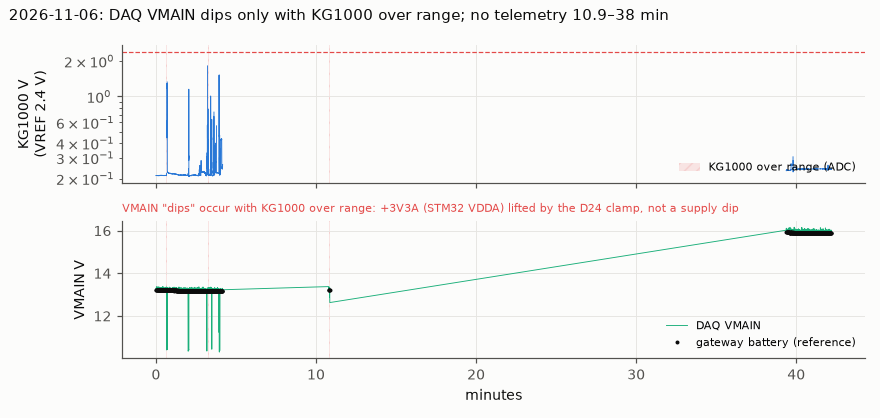 2026-11-06: DAQ VMAIN dips only with KG1000 over range; no telemetry 10.9–38 min
KG1000 V
(VREF 2.4 V)
2 × 10⁰
10⁰
6 × 10⁻¹
4 × 10⁻¹
3 × 10⁻¹
2 × 10⁻¹
KG1000 over range (ADC)
VMAIN "dips" occur with KG1000 over range: +3V3A (STM32 VDDA) lifted by the D24 clamp, not a supply dip
VMAIN V
16
14
12
DAQ VMAIN
gateway battery (reference)
0 10 20 30 40
minutes